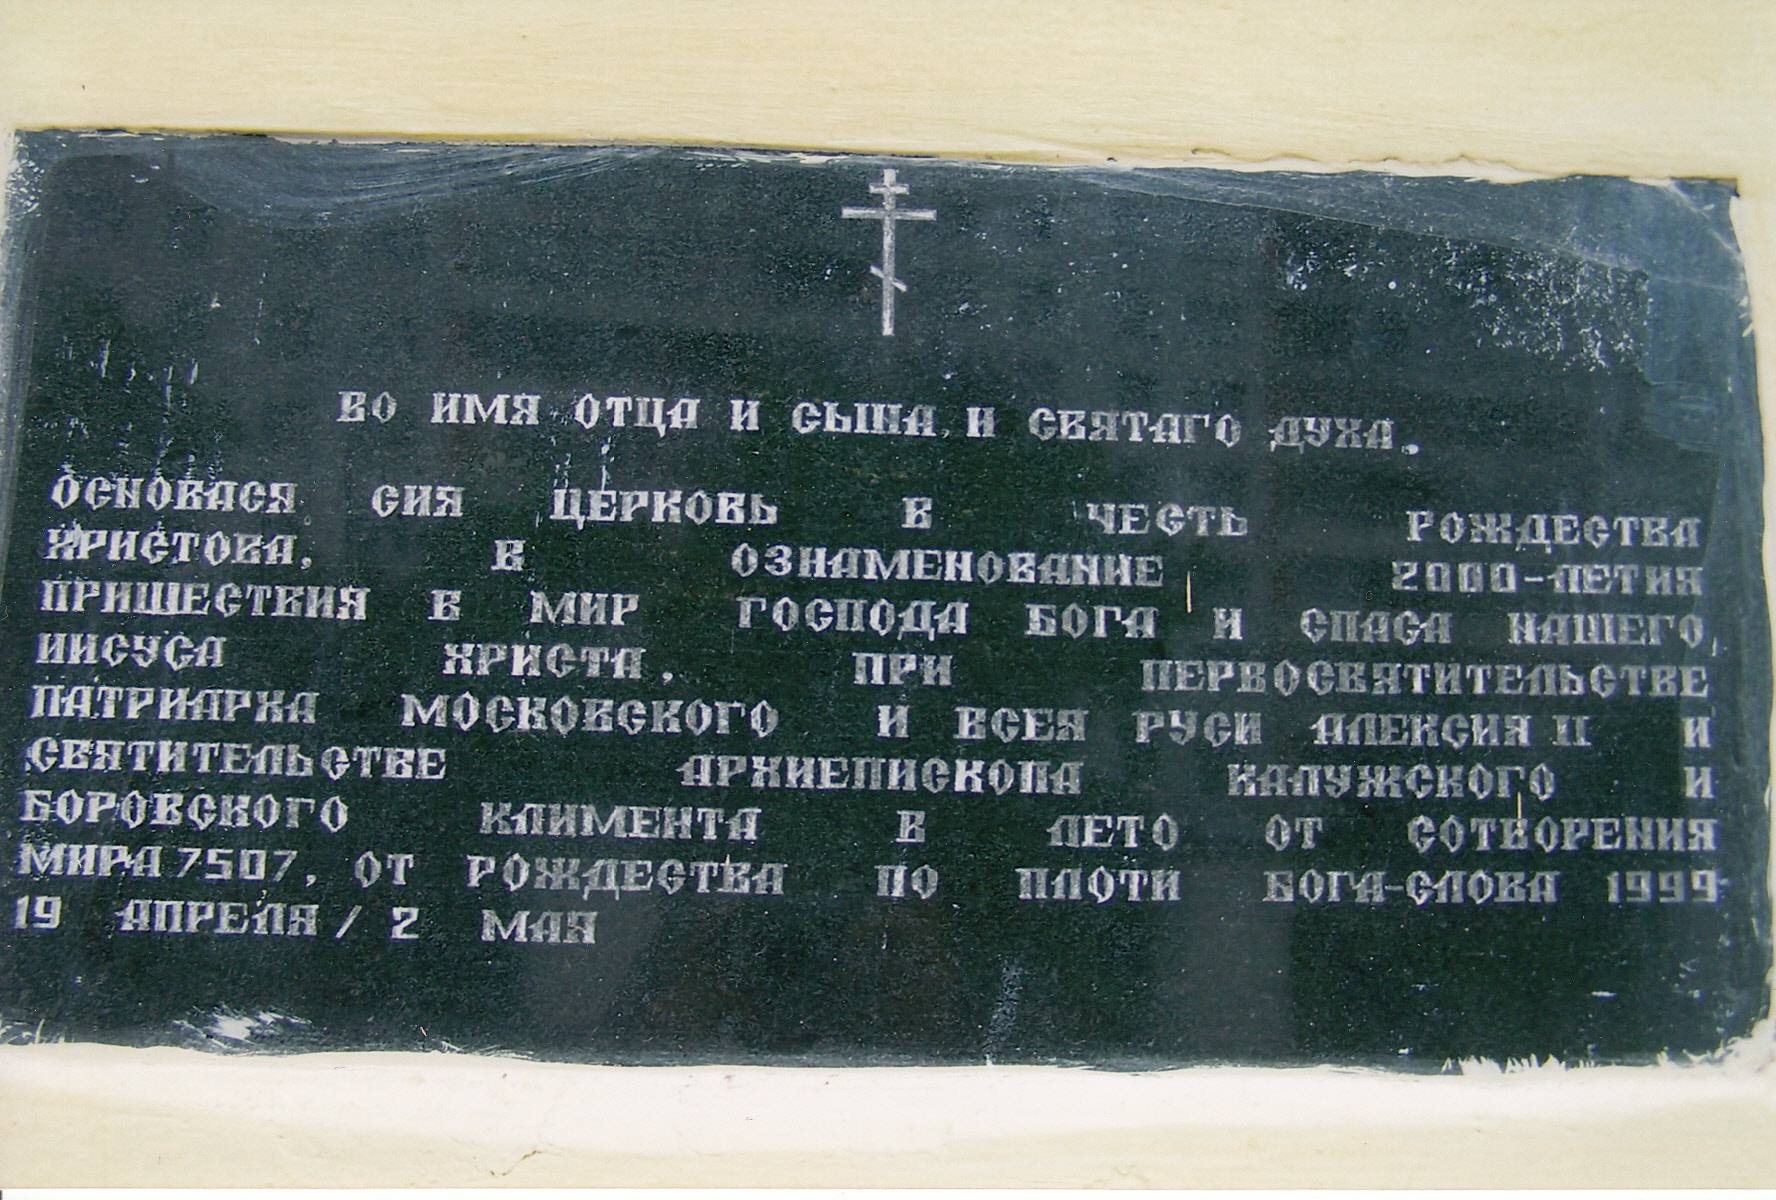 ВО ИМЯ ОТЦА И СЫНА, И СВЯТАГО ДУХА.
ОСНОВАСЯ СИЯ ЦЕРКОВЬ В ЧЕСТЬ РОЖДЕСТВА
ХРИСТОВА, В ОЗНАМЕНОВАНИЕ 2000-ЛЕТИЯ
ПРИШЕСТВИЯ В МИР ГОСПОДА БОГА И СПАСА НАШЕГО,
ИИСУСА ХРИСТА, ПРИ ПЕРВОСВЯТИТЕЛЬСТВЕ
ПАТРИАРХА МОСКОВСКОГО И ВСЕЯ РУСИ АЛЕКСИЯ II И
СВЯТИТЕЛЬСТВЕ АРХИЕПИСКОПА КАЛУЖСКОГО И
БОРОВСКОГО КЛИМЕНТА В ЛЕТО ОТ СОТВОРЕНИЯ
МИРА 7507, ОТ РОЖДЕСТВА ПО ПЛОТИ БОГА-СЛОВА 1999
19 АПРЕЛЯ / 2 МАЯ